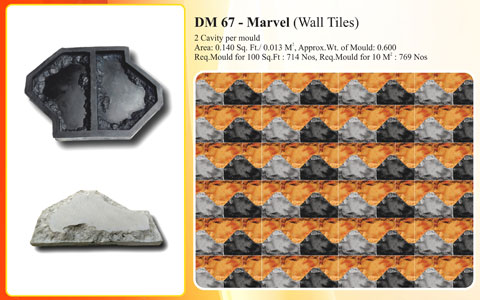 DM 67 - Marvel (Wall Tiles)
2 Cavity per mould
Area: 0.140 Sq. Ft./ 0.013 M², Approx.Wt. of Mould: 0.600
Req.Mould for 100 Sq.Ft : 714 Nos, Req.Mould for 10 M² : 769 Nos